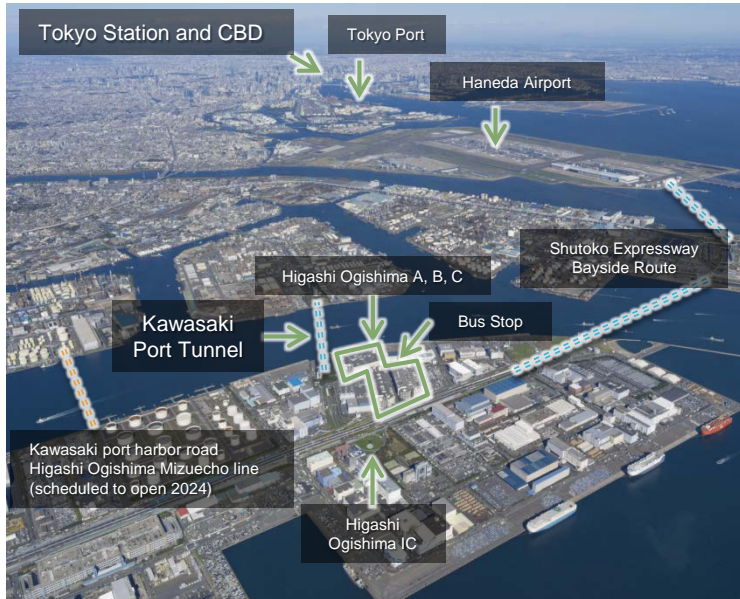 Tokyo Station and CBD
Tokyo Port
Haneda Airport
Shutoko Expressway
Bayside Route
Higashi Ogishima A, B, C
Kawasaki
Port Tunnel
Bus Stop
Kawasaki port harbor road
Higashi Ogishima Mizuecho line
(scheduled to open 2024)
Higashi
Ogishima IC